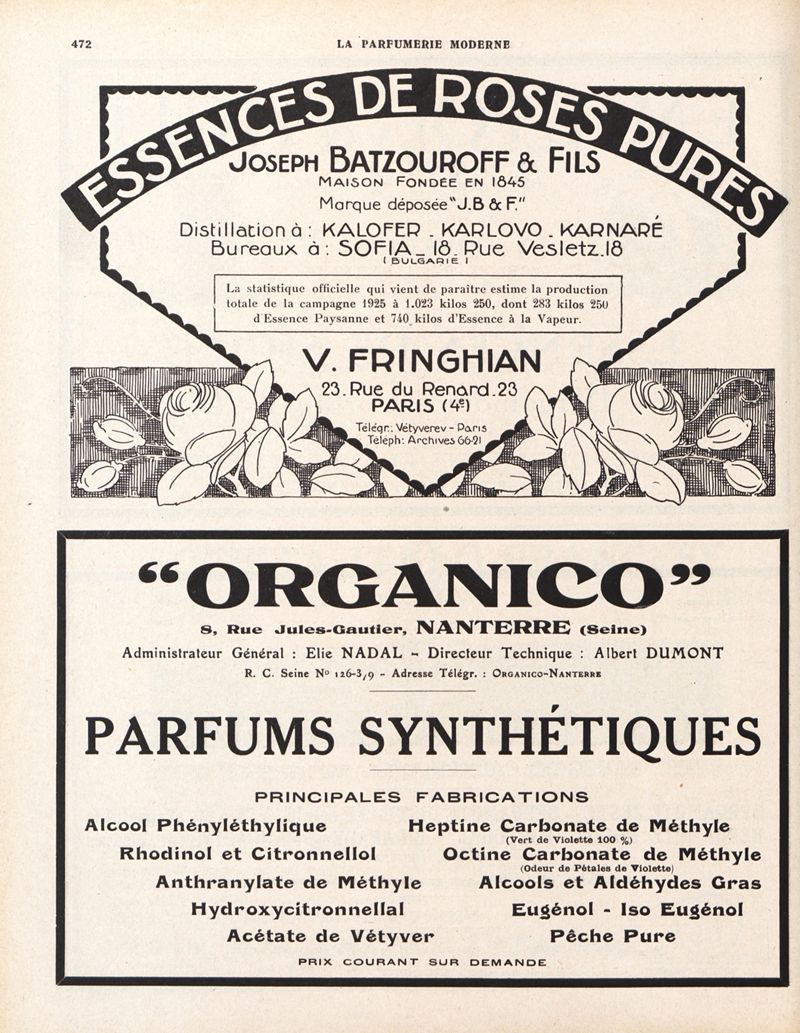 472
LA PARFUMERIE MODERNE
ESSENCES DE ROSES PURES
JOSEPH BATZOUROFF & FILS
MAISON FONDÉE EN 1845
Marque déposée "J.B & F."
Distillation à : KALOFER - KARLOVO - KARNARÉ
Bureaux à : SOFIA - 18 - Rue Vesletz.18
( BULGARIE )
La statistique officielle qui vient de paraître estime la production
totale de la campagne 1925 à 1.023 kilos 250, dont 283 kilos 250
d'Essence Paysanne et 740 kilos d'Essence à la Vapeur.
V. FRINGHIAN
23. Rue du Renard. 23
PARIS (4e)
Télégr.: Vétyverev - Paris
Téleph: Archives 66-21
"ORGANICO"
8, Rue Jules-Gautier, NANTERRE (Seine)
Administrateur Général : Elie NADAL - Directeur Technique : Albert DUMONT
R. C. Seine No 126-3/9 - Adresse Télégr. : ORGANICO-NANTERRE
PARFUMS SYNTHÉTIQUES
PRINCIPALES FABRICATIONS
Alcool Phényléthylique Heptine Carbonate de Méthyle
(Vert de Violette 100 %)
Rhodinol et Citronnellol Octine Carbonate de Méthyle
(Odeur de Pétales de Violette)
Anthranylate de Méthyle Alcools et Aldéhydes Gras
Hydroxycitronnellal Eugénol - Iso Eugénol
Acétate de Vétyver Pêche Pure
PRIX COURANT SUR DEMANDE